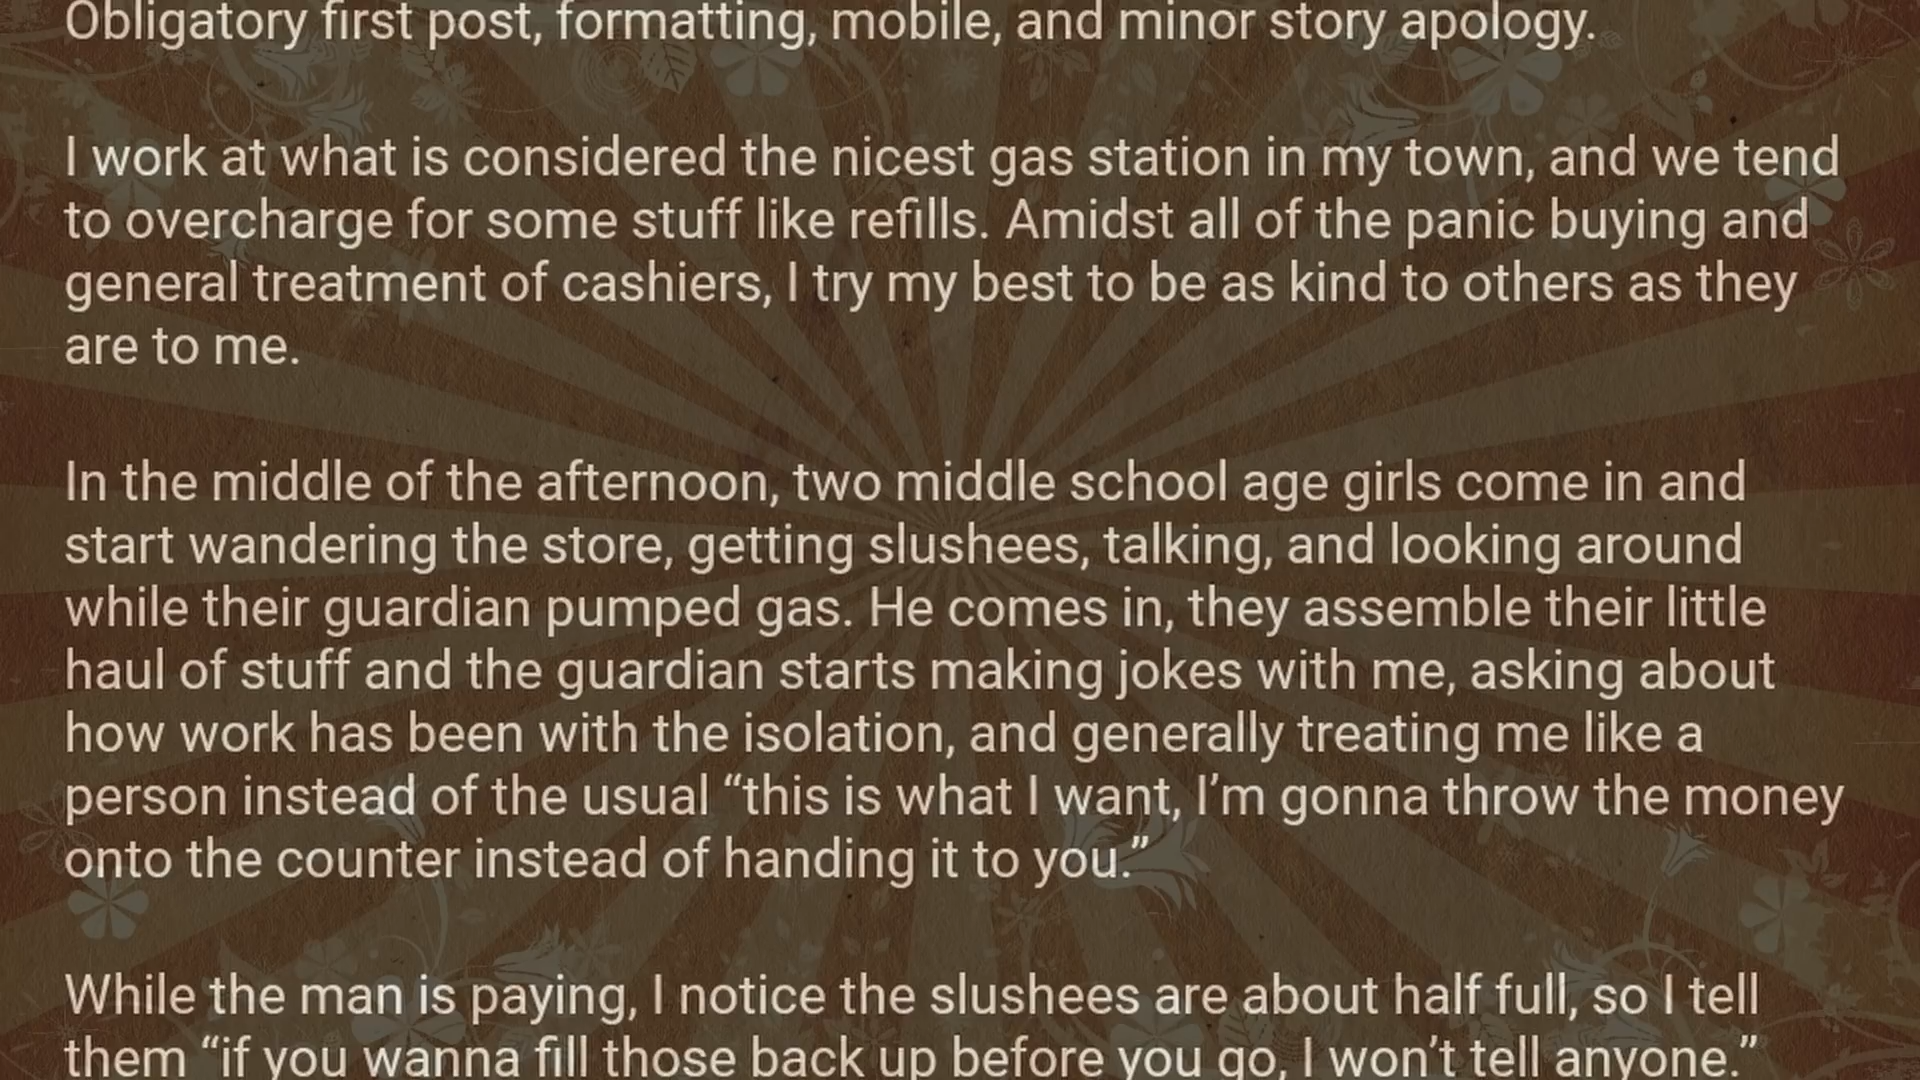 Obligatory first post, formatting, mobile, and minor story apology.
I work at what is considered the nicest gas station in my town, and we tend
to overcharge for some stuff like refills. Amidst all of the panic buying and
general treatment of cashiers, I try my best to be as kind to others as they
are to me.
In the middle of the afternoon, two middle school age girls come in and
start wandering the store, getting slushees, talking, and looking around
while their guardian pumped gas. He comes in, they assemble their little
haul of stuff and the guardian starts making jokes with me, asking about
how work has been with the isolation, and generally treating me like a
person instead of the usual “this is what I want, I’m gonna throw the money
onto the counter instead of handing it to you.”
While the man is paying, I notice the slushees are about half full, so I tell
them “if you wanna fill those back up before you go, I won’t tell anyone.”